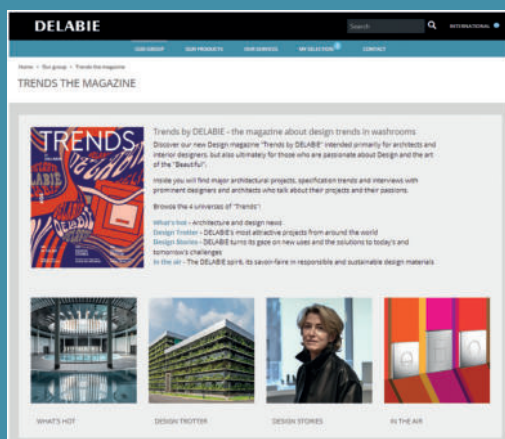 DELABIE
Search
INTERNATIONAL
OUR GROUP OUR PRODUCTS OUR SERVICES MY SELECTION CONTACT
Home > Our group > Trends the magazine
TRENDS THE MAGAZINE
TRENDS
Trends by DELABIE - the magazine about design trends in washrooms
Discover our new Design magazine "Trends by DELABIE" intended primarily for architects and
interior designers, but also ultimately for those who are passionate about Design and the art
of the "Beautiful".
Inside you will find major architectural projects, specification trends and interviews with
prominent designers and architects who talk about their projects and their passions.
Browse the 4 universes of "Trends":
What's hot - Architecture and design news
Design Trotter - DELABIE's most attractive projects from around the world
Design Stories - DELABIE turns its gaze on new uses and the solutions to today's and
tomorrow's challenges
In the air - The DELABIE spirit, its savoir-faire in responsible and sustainable design materials
WHAT'S HOT
DESIGN TROTTER
DESIGN STORIES
IN THE AIR